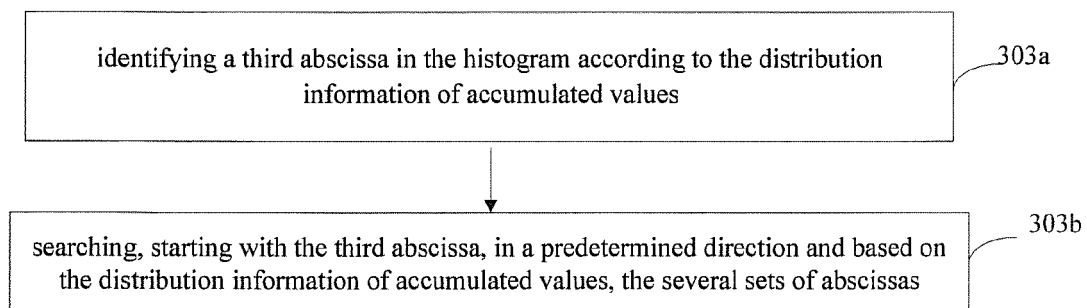 identifying a third abscissa in the histogram according to the distribution
information of accumulated values
303a
searching, starting with the third abscissa, in a predetermined direction and based on
the distribution information of accumulated values, the several sets of abscissas
303b